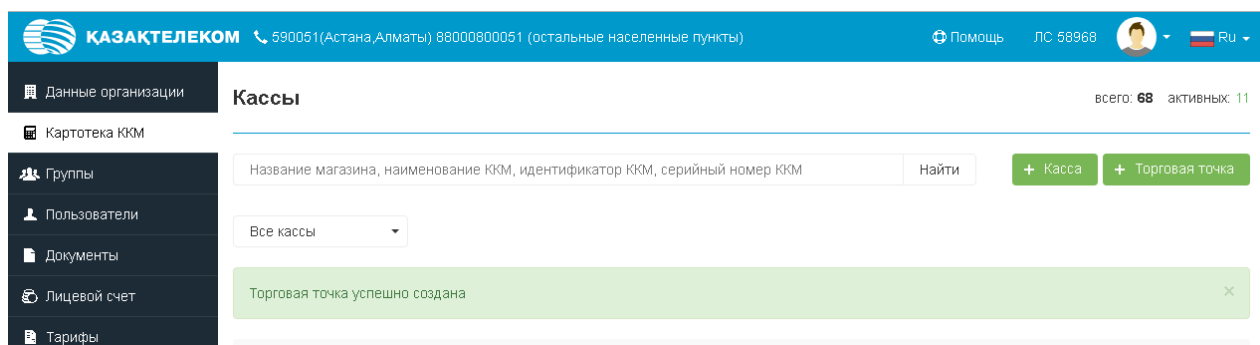 ҚАЗАҚТЕЛЕКОМ 590051(Астана,Алматы) 88000800051 (остальные населенные пункты) Помощь ЛС 58968 Ru
Данные организации
Картотека ККМ
Группы
Пользователи
Документы
Лицевой счет
Тарифы
Кассы всего: 68 активных: 11
Название магазина, наименование ККМ, идентификатор ККМ, серийный номер ККМ Найти + Касса + Торговая точка
Все кассы
Торговая точка успешно создана ×